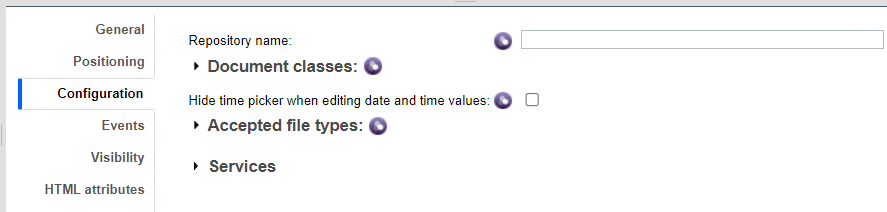 General
Positioning
Configuration
Events
Visibility
HTML attributes
Repository name:
Document classes:
Hide time picker when editing date and time values:
Accepted file types:
Services